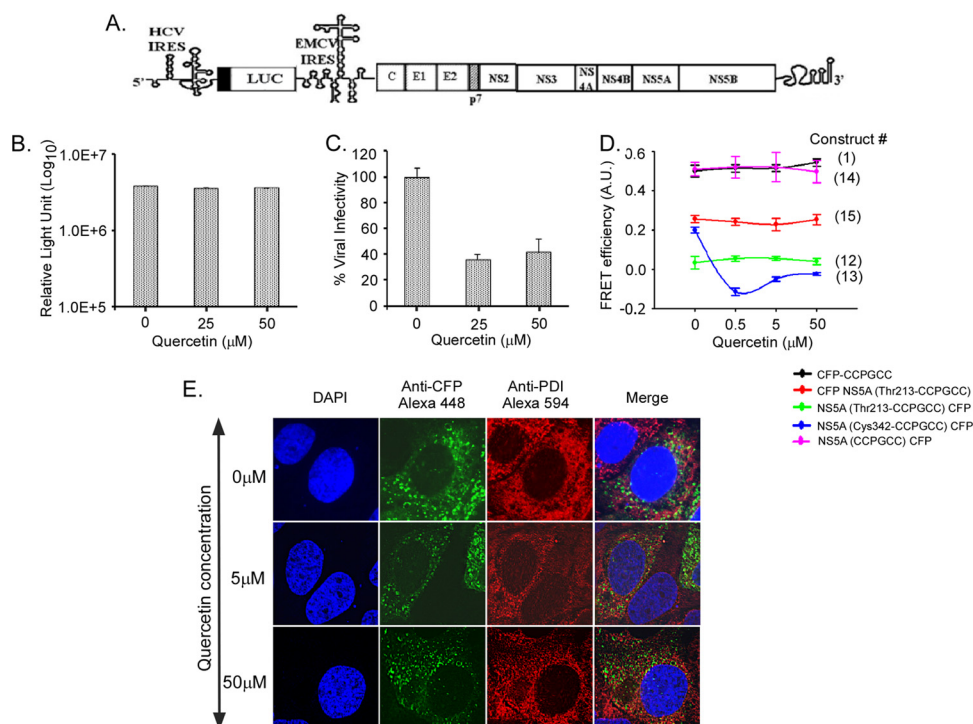 A.
HCV
IRES
EMCV
IRES
5'
LUC
C
E1
E2
p7
NS2
NS3
NS
4A
NS4B
NS5A
NS5B
3'
B.
Relative Light Unit (Log10)
1.0E+7
1.0E+6
1.0E+5
0
25
50
Quercetin (μM)
C.
% Viral Infectivity
120
100
80
60
40
20
0
0
25
50
Quercetin (μM)
D.
Construct #
FRET efficiency (A.U.)
0.6
0.4
0.2
0.0
-0.2
(1)
(14)
(15)
(12)
(13)
0
0.5
5
50
Quercetin (μM)
CFP-CCPGCC
CFP NS5A (Thr213-CCPGCC)
NS5A (Thr213-CCPGCC) CFP
NS5A (Cys342-CCPGCC) CFP
NS5A (CCPGCC) CFP
E.
DAPI
Anti-CFP
Alexa 448
Anti-PDI
Alexa 594
Merge
Quercetin concentration
0μM
5μM
50μM